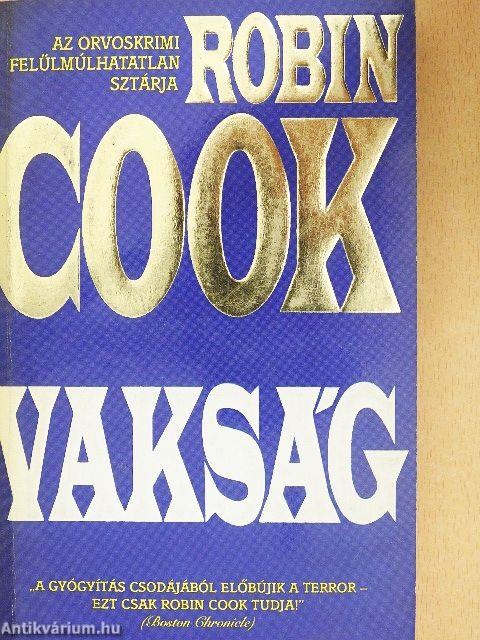 AZ ORVOSKRIMI
FELÜLMÚLHATATLAN
SZTÁRJA
ROBIN
COOK
VAKSÁG
„A GYÓGYÍTÁS CSODÁJÁBÓL ELŐBÚJIK A TERROR –
EZT CSAK ROBIN COOK TUDJA!”
(Boston Chronicle)
Antikvárium.hu